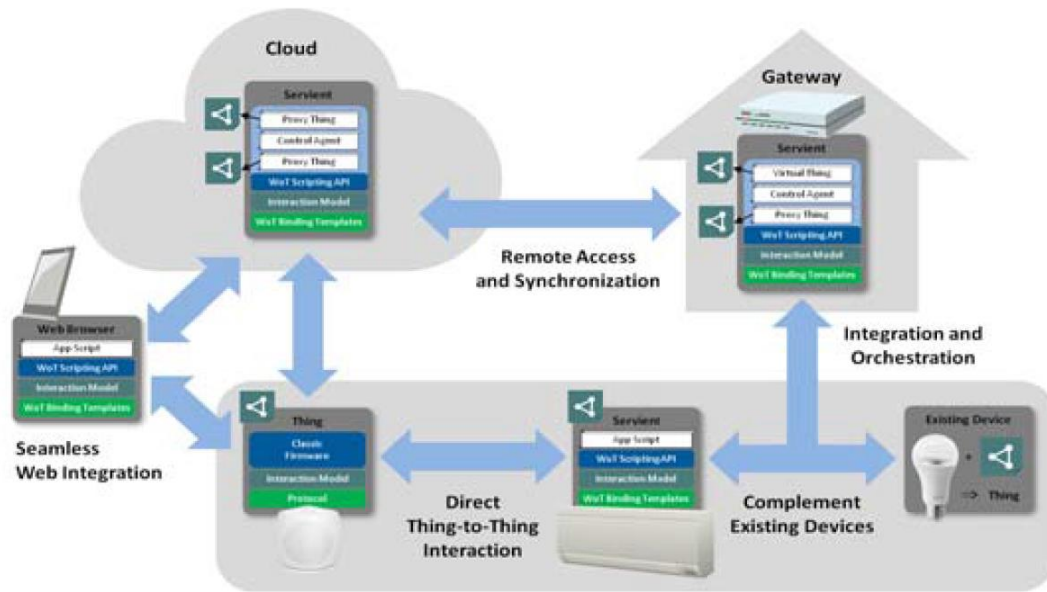 Cloud
Servient
Proxy Thing
Control Agent
Proxy Thing
WoT Scripting API
Interaction Model
WoT Binding Templates
Gateway
Servient
Virtual Thing
Control Agent
Proxy Thing
WoT Scripting API
Interaction Model
WoT Binding Templates
Remote Access
and Synchronization
Web Browser
App Script
WoT Scripting API
Interaction Model
WoT Binding Templates
Seamless
Web Integration
Integration and
Orchestration
Thing
Classic
Firmware
Interaction Model
Protocol
Direct
Thing-to-Thing
Interaction
Servient
App Script
WoT Scripting API
Interaction Model
WoT Binding Templates
Complement
Existing Devices
Existing Device
+
⇒ Thing